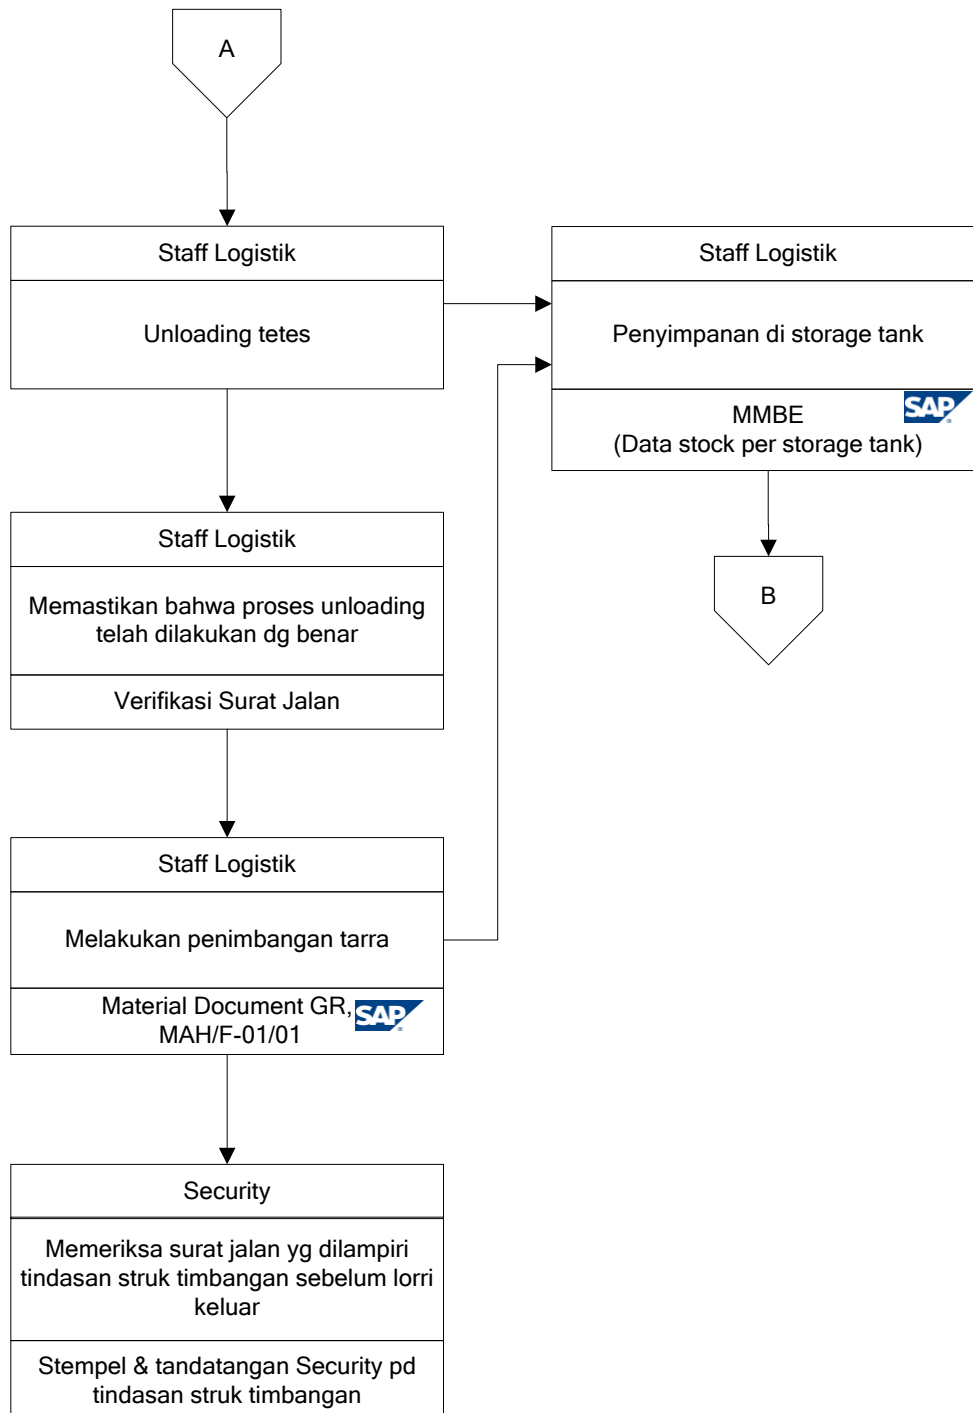 A
Staff Logistik
Unloading tetes
Staff Logistik
Penyimpanan di storage tank
MMBE
(Data stock per storage tank)
SAP
B
Staff Logistik
Memastikan bahwa proses unloading
telah dilakukan dg benar
Verifikasi Surat Jalan
Staff Logistik
Melakukan penimbangan tarra
Material Document GR,
MAH/F-01/01
SAP
Security
Memeriksa surat jalan yg dilampiri
tindasan struk timbangan sebelum lorri
keluar
Stempel & tandatangan Security pd
tindasan struk timbangan